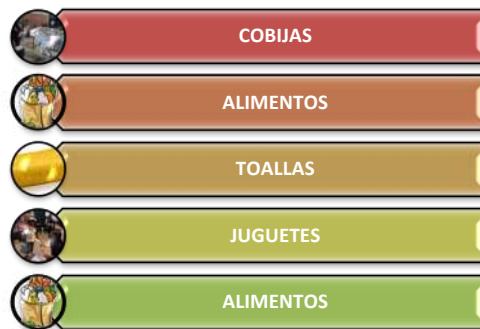 COBIJAS
ALIMENTOS
TOALLAS
JUGUETES
ALIMENTOS